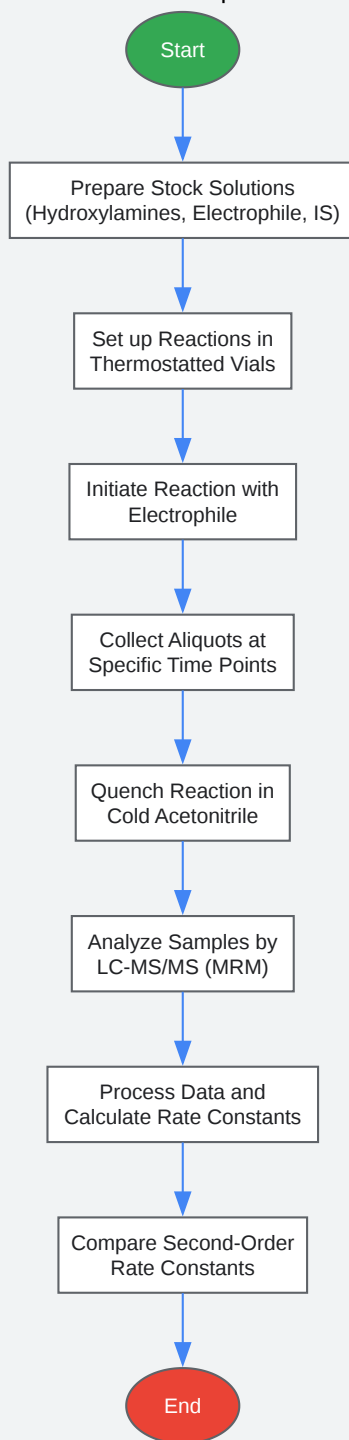 Start
Prepare Stock Solutions
(Hydroxylamines, Electrophile, IS)
Set up Reactions in
Thermostatted Vials
Initiate Reaction with
Electrophile
Collect Aliquots at
Specific Time Points
Quench Reaction in
Cold Acetonitrile
Analyze Samples by
LC-MS/MS (MRM)
Process Data and
Calculate Rate Constants
Compare Second-Order
Rate Constants
End